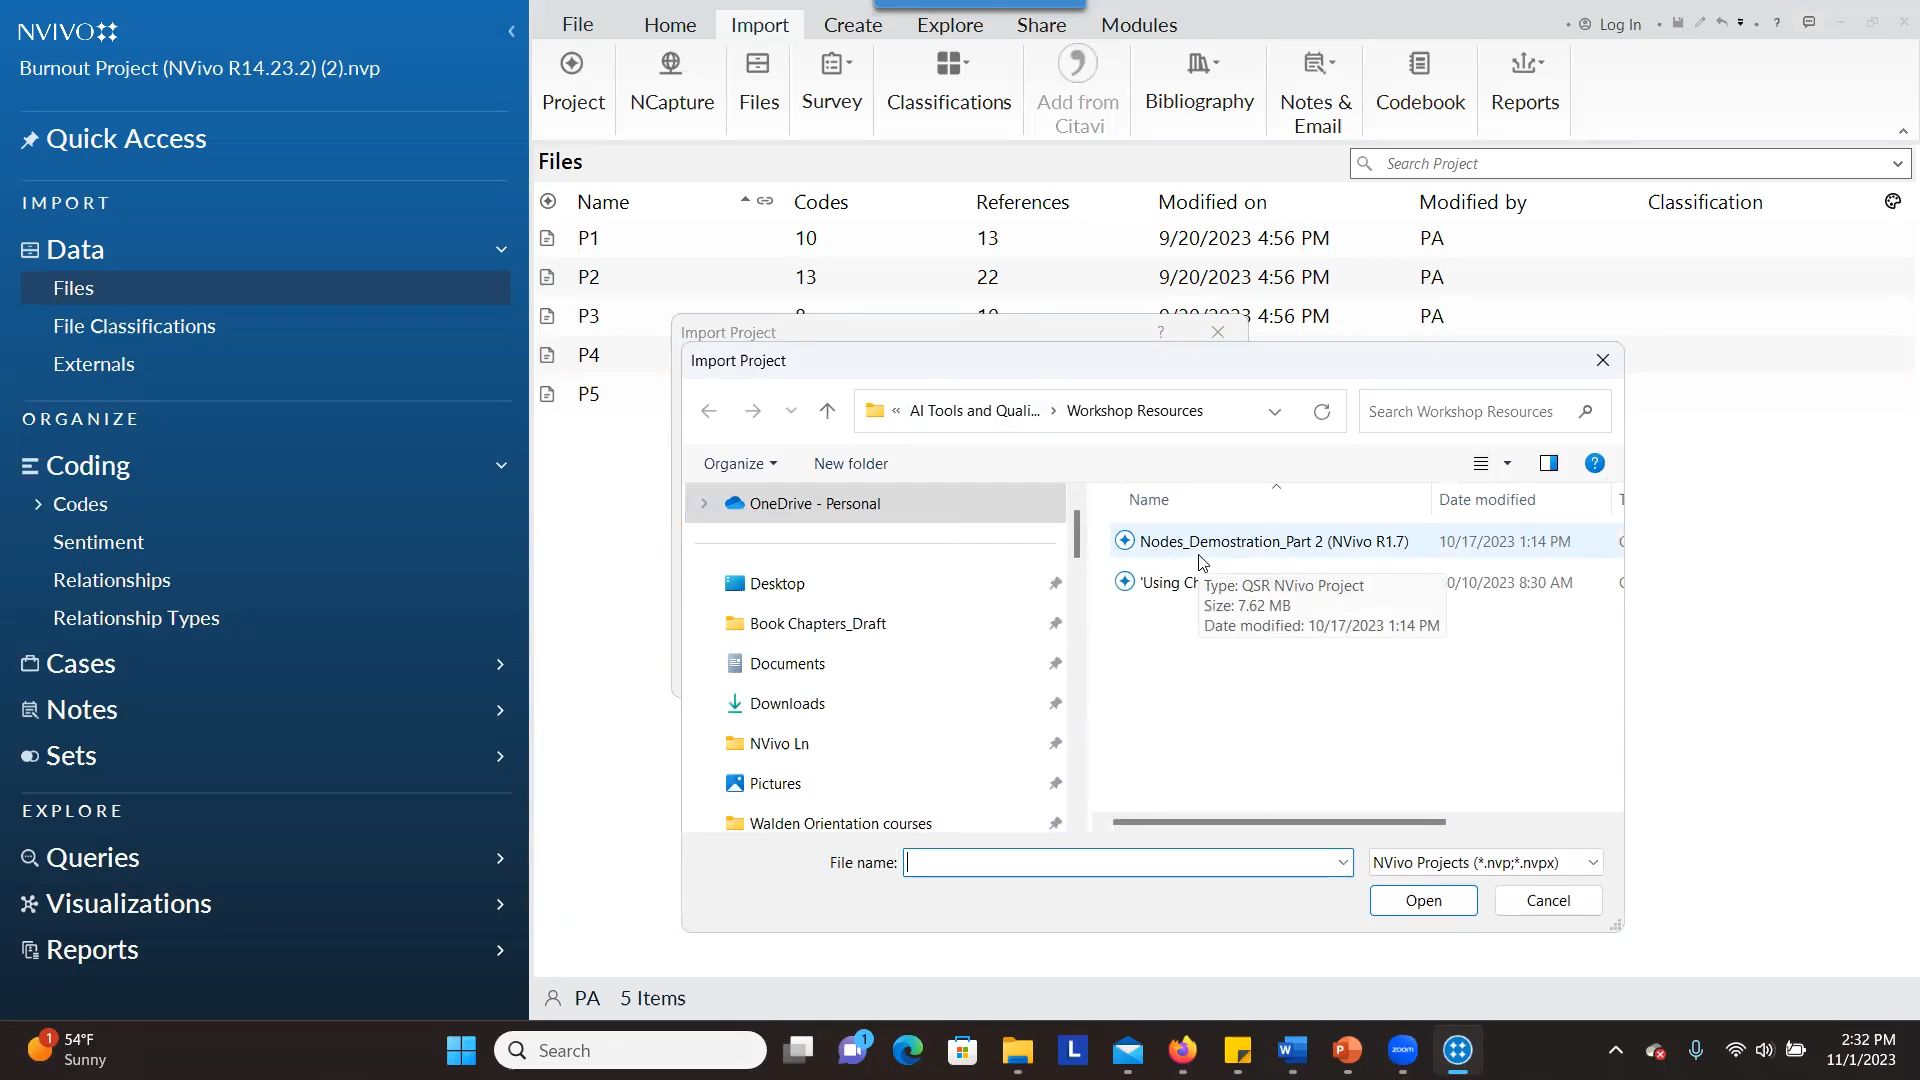 NVIVO
Burnout Project (NVivo R14.23.2) (2).nvp
Quick Access
IMPORT
Data
Files
File Classifications
Externals
ORGANIZE
Coding
Codes
Sentiment
Relationships
Relationship Types
Cases
Notes
Sets
EXPLORE
Queries
Visualizations
Reports
File Home Import Create Explore Share Modules
Log In ?
Project NCapture Files Survey Classifications Add from Citavi Bibliography Notes & Email Codebook Reports
Files
Search Project
Name Codes References Modified on Modified by Classification
P1 10 13 9/20/2023 4:56 PM PA
P2 13 22 9/20/2023 4:56 PM PA
P3 4:56 PM PA
P4
P5
Import Project ?
Import Project
« AI Tools and Quali... > Workshop Resources
Search Workshop Resources
Organize New folder ?
OneDrive - Personal
Desktop
Book Chapters_Draft
Documents
Downloads
NVivo Ln
Pictures
Walden Orientation courses
Name Date modified
Nodes_Demostration_Part 2 (NVivo R1.7) 10/17/2023 1:14 PM
'Using Ch 0/10/2023 8:30 AM
Type: QSR NVivo Project
Size: 7.62 MB
Date modified: 10/17/2023 1:14 PM
File name:
NVivo Projects (*.nvp;*.nvpx)
Open Cancel
PA 5 Items
1 54°F
Sunny
Search
1
L
W
P
zoom
2:32 PM
11/1/2023